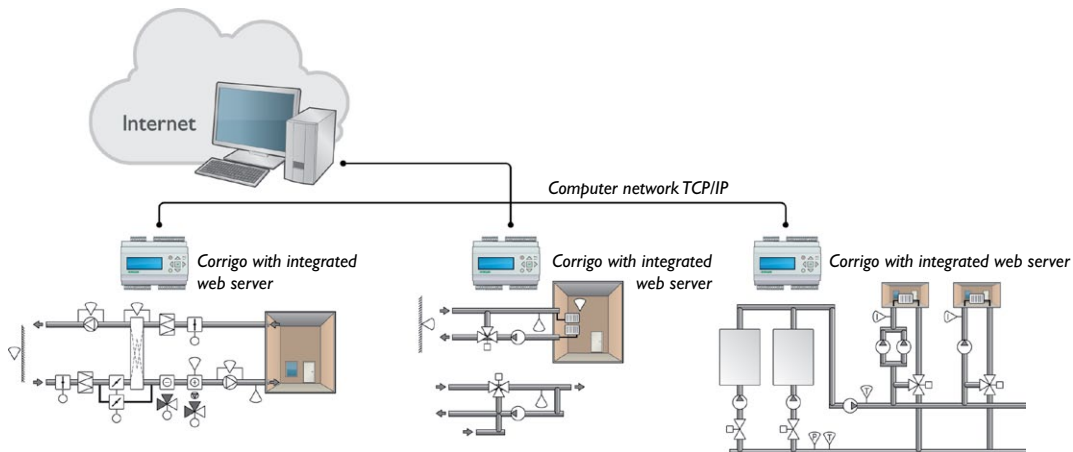 Internet
Computer network TCP/IP
Corrigo with integrated
web server
Corrigo with integrated
web server
Corrigo with integrated web server
T
P T